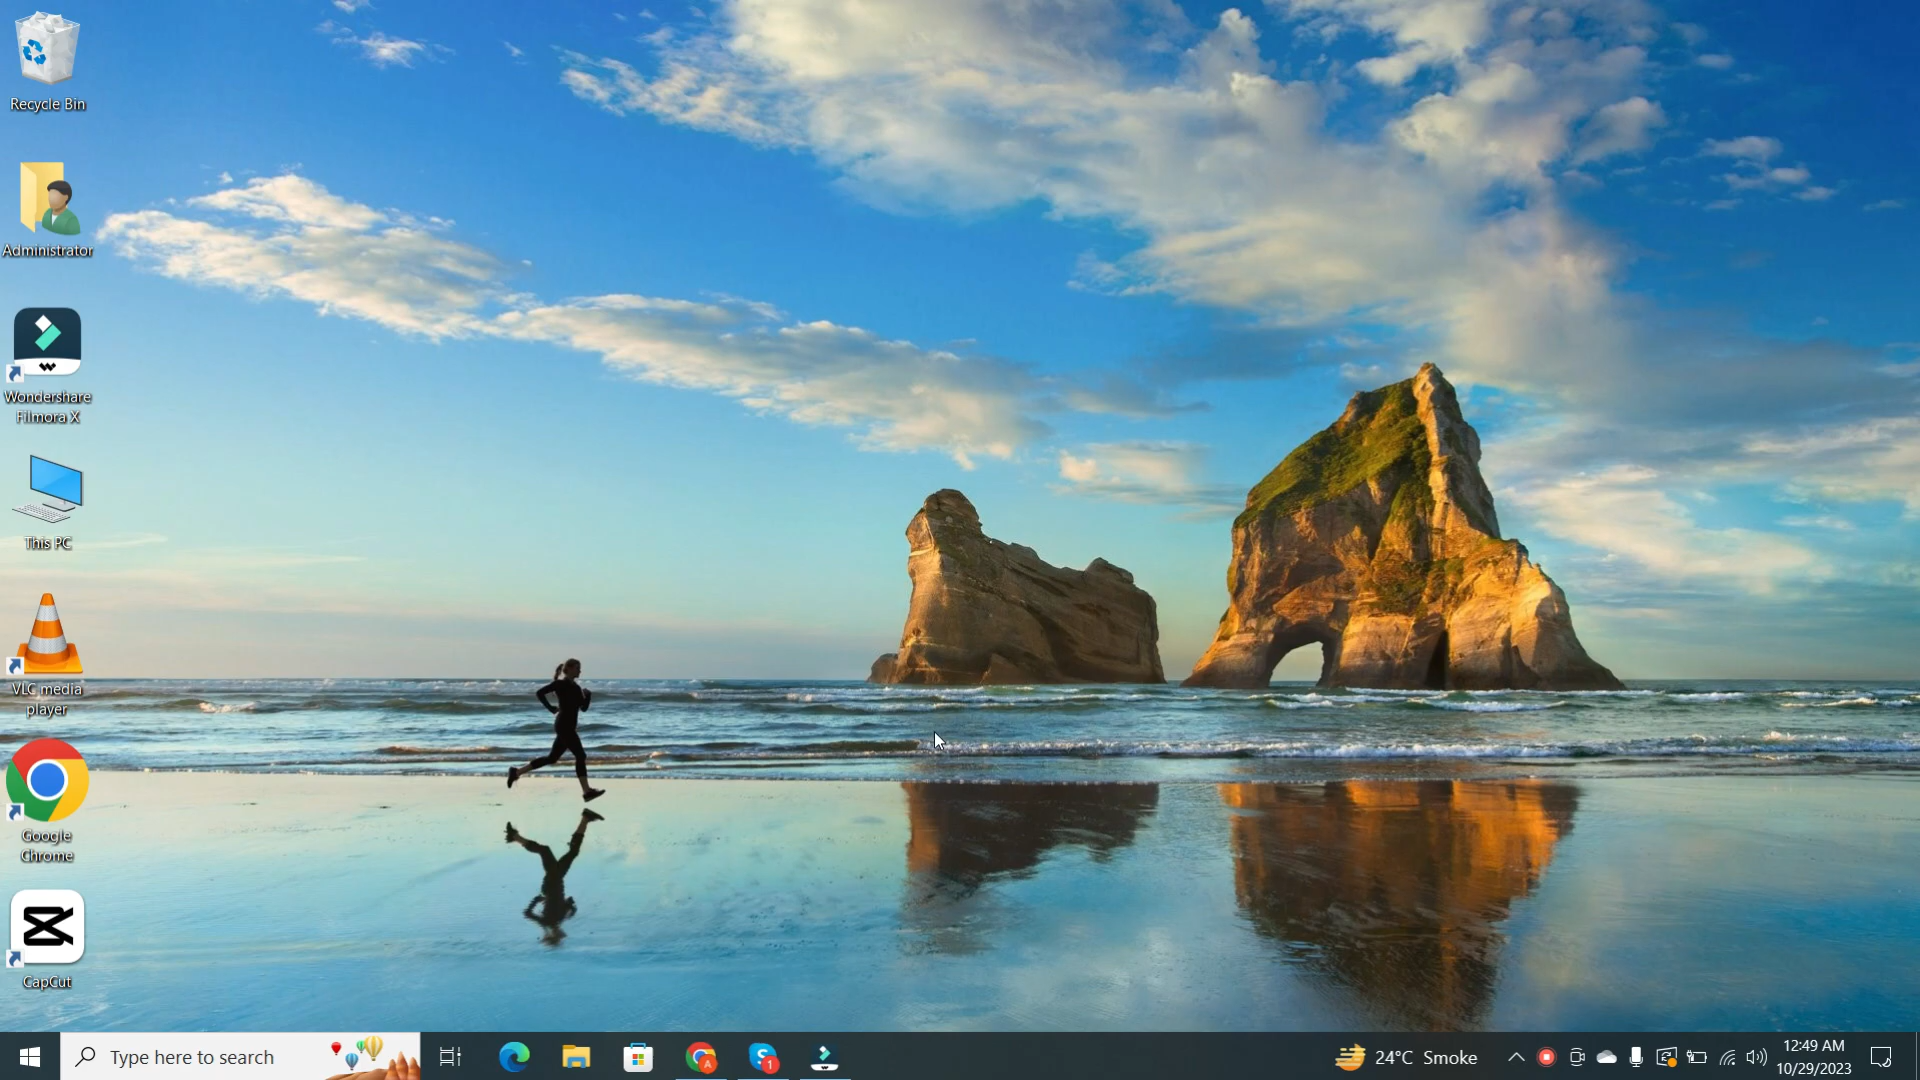 Recycle Bin
Administrator
Wondershare
Filmora X
This PC
VLC media
player
Google
Chrome
CapCut
Type here to search
A
1
24°C Smoke
12:49 AM
10/29/2023